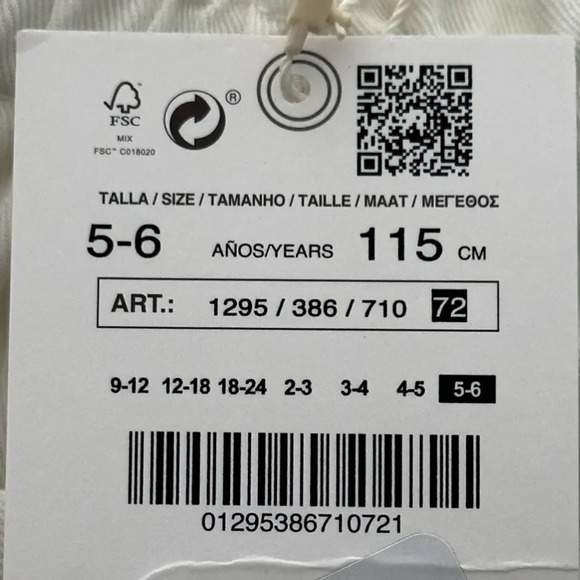 ®
FSC
MIX
FSC™ C018020
TALLA / SIZE / TAMANHO / TAILLE / MAAT / ΜΕΓΕΘΟΣ
5-6 AÑOS/YEARS 115 CM
ART.: 1295 / 386 / 710 72
9-12 12-18 18-24 2-3 3-4 4-5 5-6
01295386710721